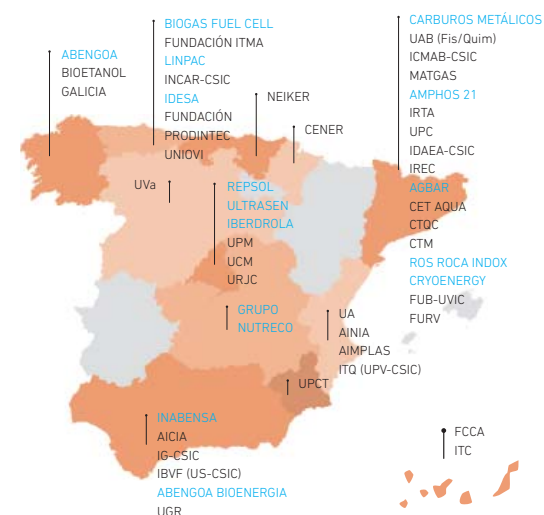 ABENGOA
BIOETANOL
GALICIA
BIOGAS FUEL CELL
FUNDACIÓN ITMA
LINPAC
INCAR-CSIC
IDESA
FUNDACIÓN
PRODINTEC
UNIOVI
NEIKER
CENER
CARBUROS METÁLICOS
UAB (Fis/Quim)
ICMAB-CSIC
MATGAS
AMPHOS 21
IRTA
UPC
IDAEA-CSIC
IREC
AGBAR
CET AQUA
CTQC
CTM
ROS ROCA INDOX
CRYOENERGY
FUB-UVIC
FURV
UVa
REPSOL
ULTRASEN
IBERDROLA
UPM
UCM
URJC
GRUPO
NUTRECO
UA
AINIA
AIMPLAS
ITQ (UPV-CSIC)
UPCT
INABENSA
AICIA
IG-CSIC
IBVF (US-CSIC)
ABENGOA BIOENERGIA
UGR
FCCA
ITC